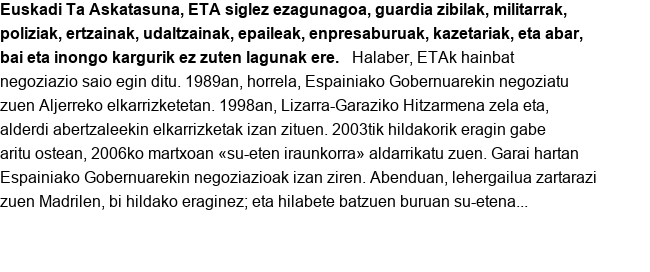 Euskadi Ta Askatasuna, ETA siglez ezagunagoa, guardia zibilak, militarrak,
poliziak, ertzainak, udaltzainak, epaileak, enpresaburuak, kazetariak, eta abar,
bai eta inongo kargurik ez zuten lagunak ere.   Halaber, ETAk hainbat
negoziazio saio egin ditu. 1989an, horrela, Espainiako Gobernuarekin negoziatu
zuen Aljerreko elkarrizketetan. 1998an, Lizarra-Garaziko Hitzarmena zela eta,
alderdi abertzaleekin elkarrizketak izan zituen. 2003tik hildakorik eragin gabe
aritu ostean, 2006ko martxoan «su-eten iraunkorra» aldarrikatu zuen. Garai hartan
Espainiako Gobernuarekin negoziazioak izan ziren. Abenduan, lehergailua zartarazi
zuen Madrilen, bi hildako eraginez; eta hilabete batzuen buruan su-etena...